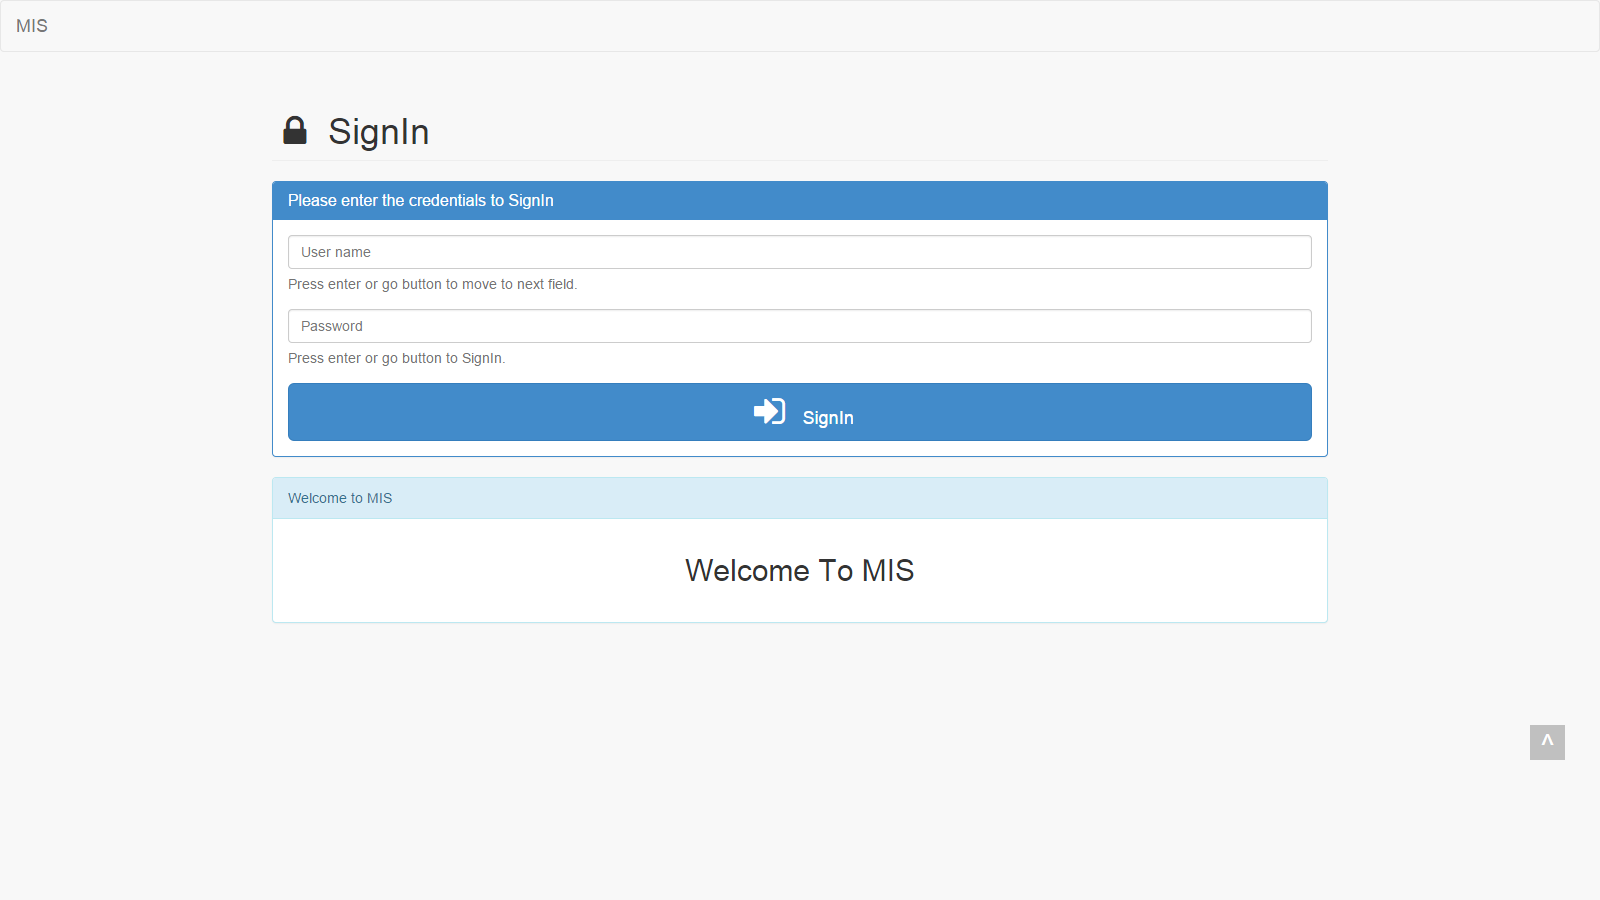 MIS
SignIn
Please enter the credentials to SignIn
User name
Press enter or go button to move to next field.
Password
Press enter or go button to SignIn.
SignIn
Welcome to MIS
Welcome To MIS
^